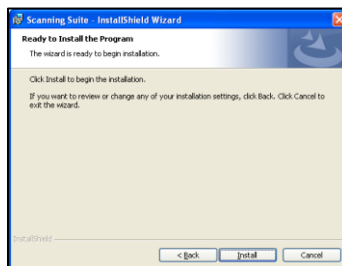 Scanning Suite - InstallShield Wizard
Ready to Install the Program
The wizard is ready to begin installation.
Click Install to begin the installation.
If you want to review or change any of your installation settings, click Back. Click Cancel to
exit the wizard.
InstallShield
< Back Install Cancel